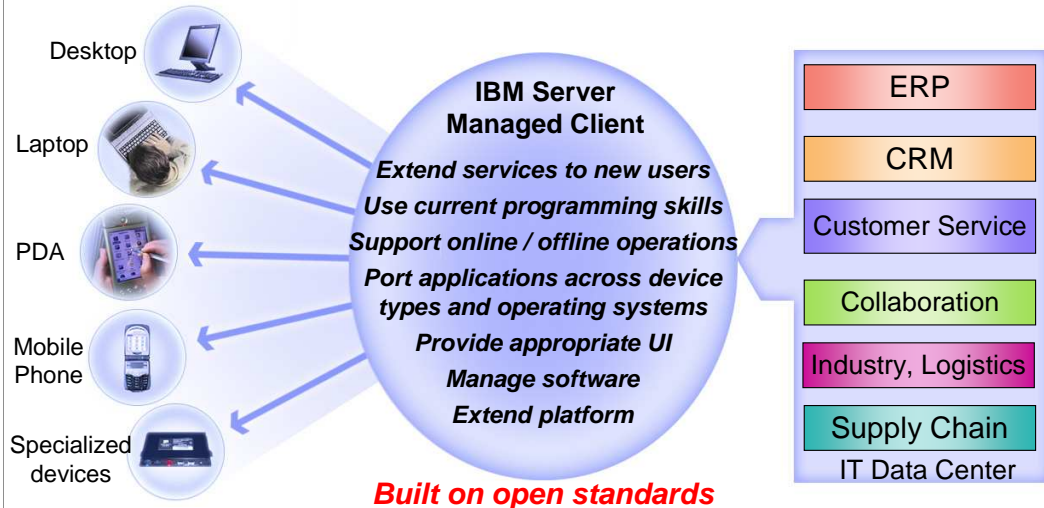 Desktop
Laptop
PDA
Mobile
Phone
Specialized
devices
IBM Server
Managed Client
Extend services to new users
Use current programming skills
Support online / offline operations
Port applications across device
types and operating systems
Provide appropriate UI
Manage software
Extend platform
Built on open standards
ERP
CRM
Customer Service
Collaboration
Industry, Logistics
Supply Chain
IT Data Center